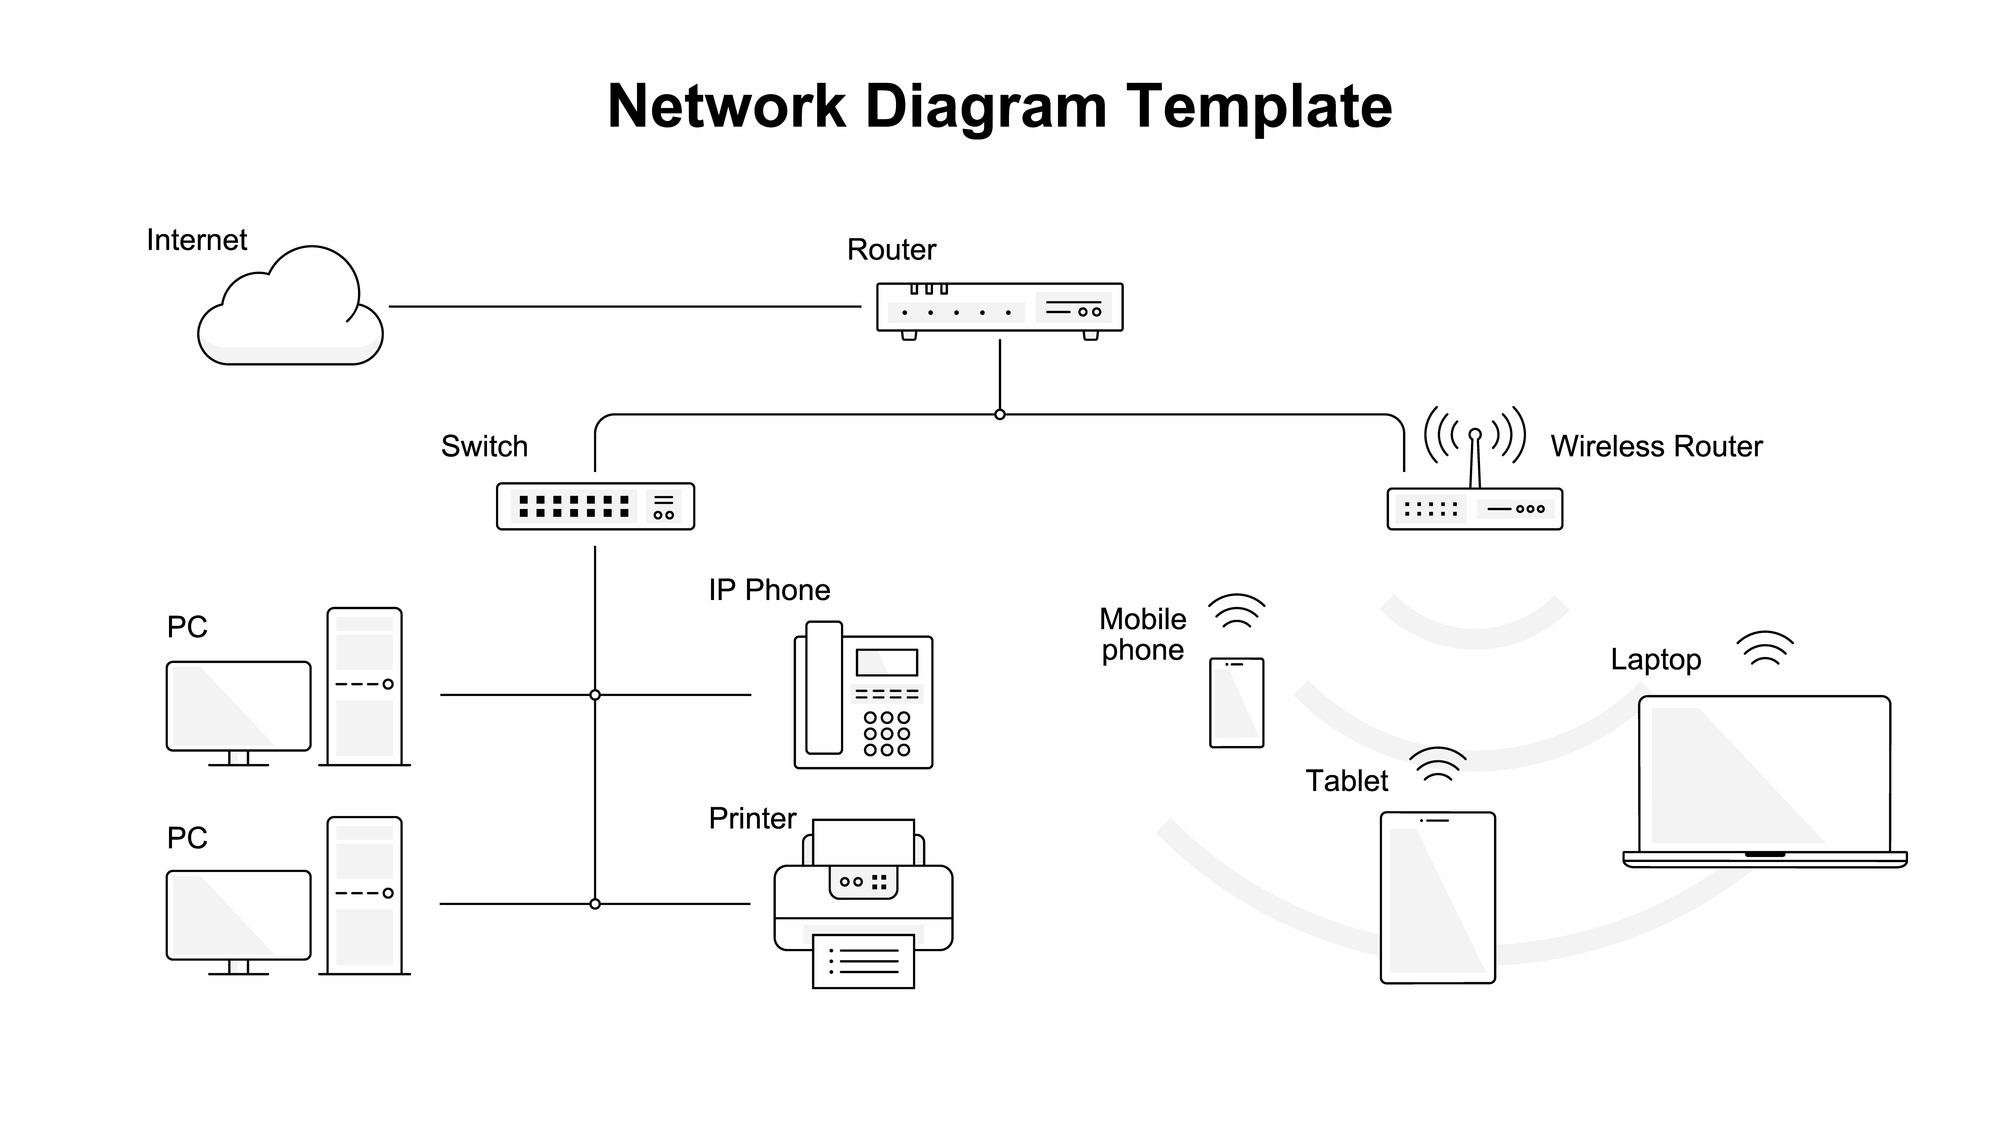 Network Diagram Template
Internet
Router
Switch
Wireless Router
IP Phone
PC
Mobile
phone
Laptop
Tablet
Printer
PC